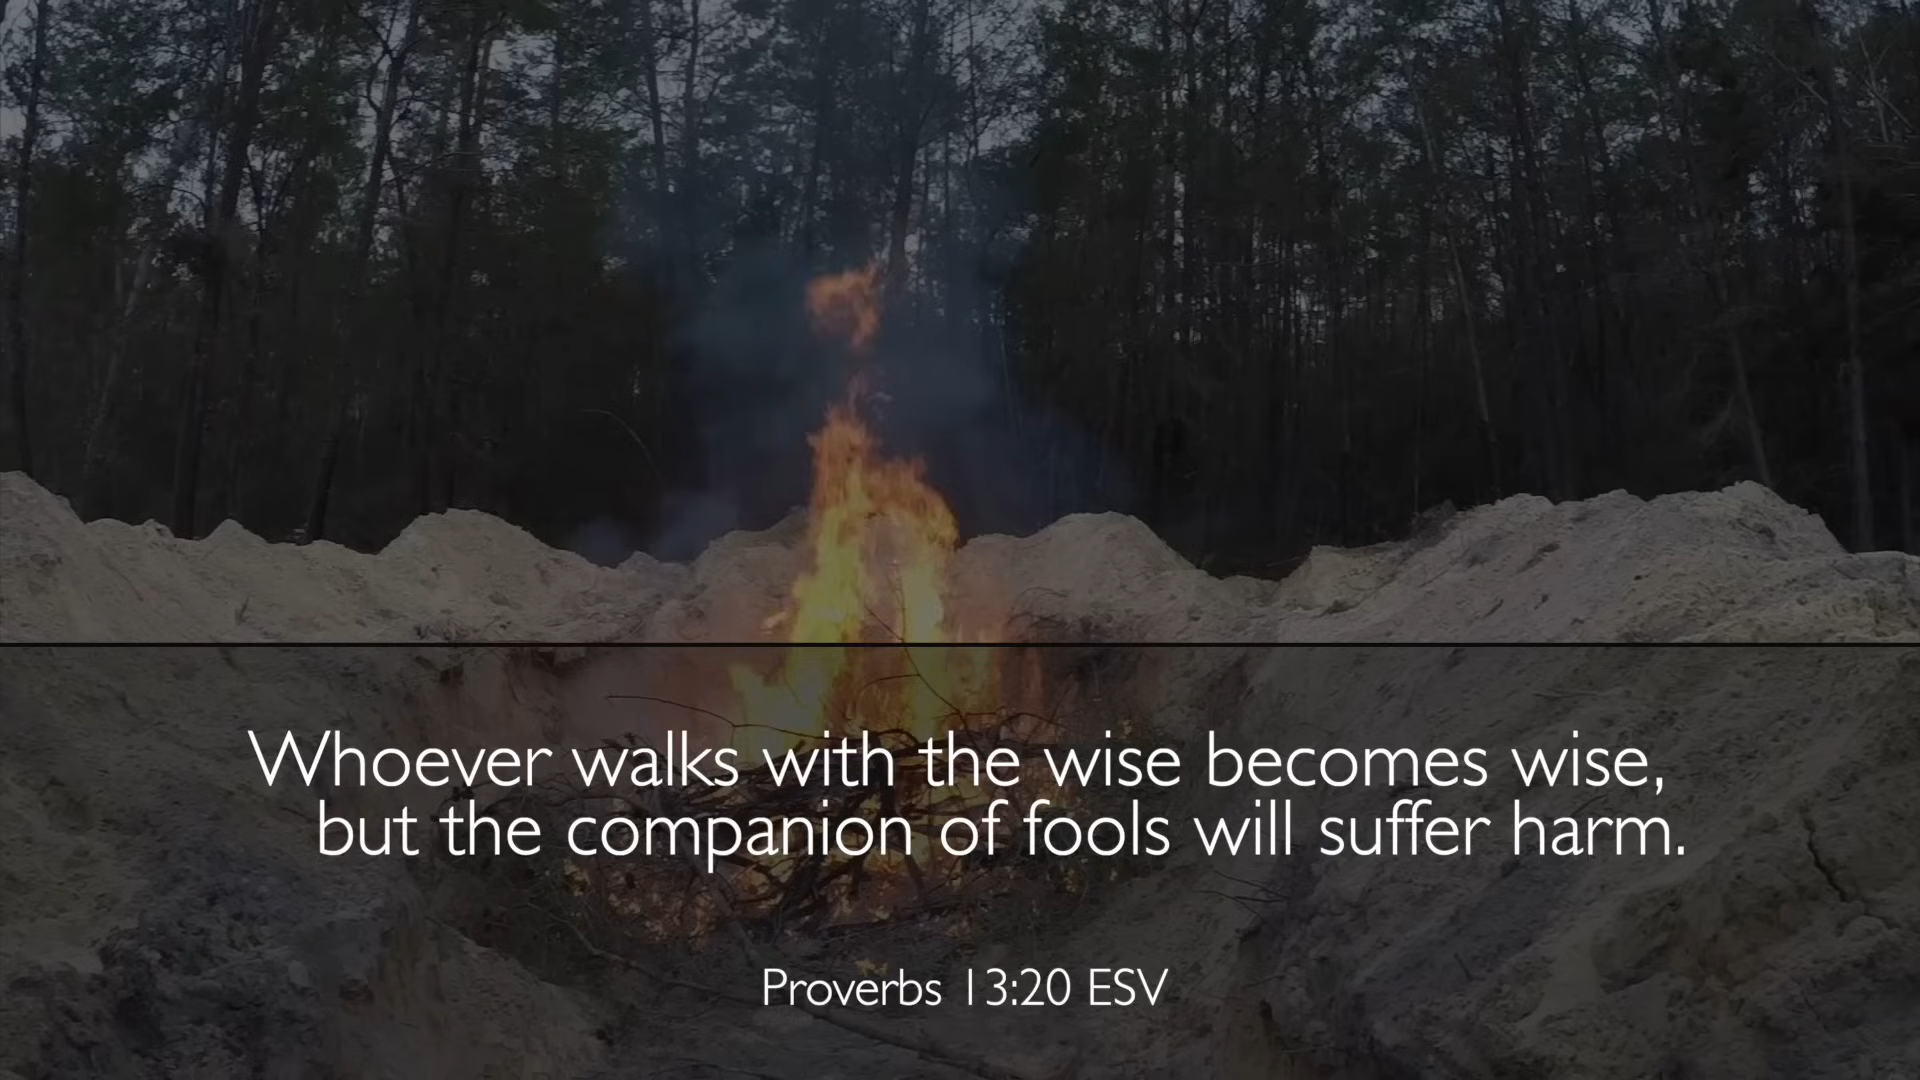 Whoever walks with the wise becomes wise,
but the companion of fools will suffer harm.
Proverbs 13:20 ESV